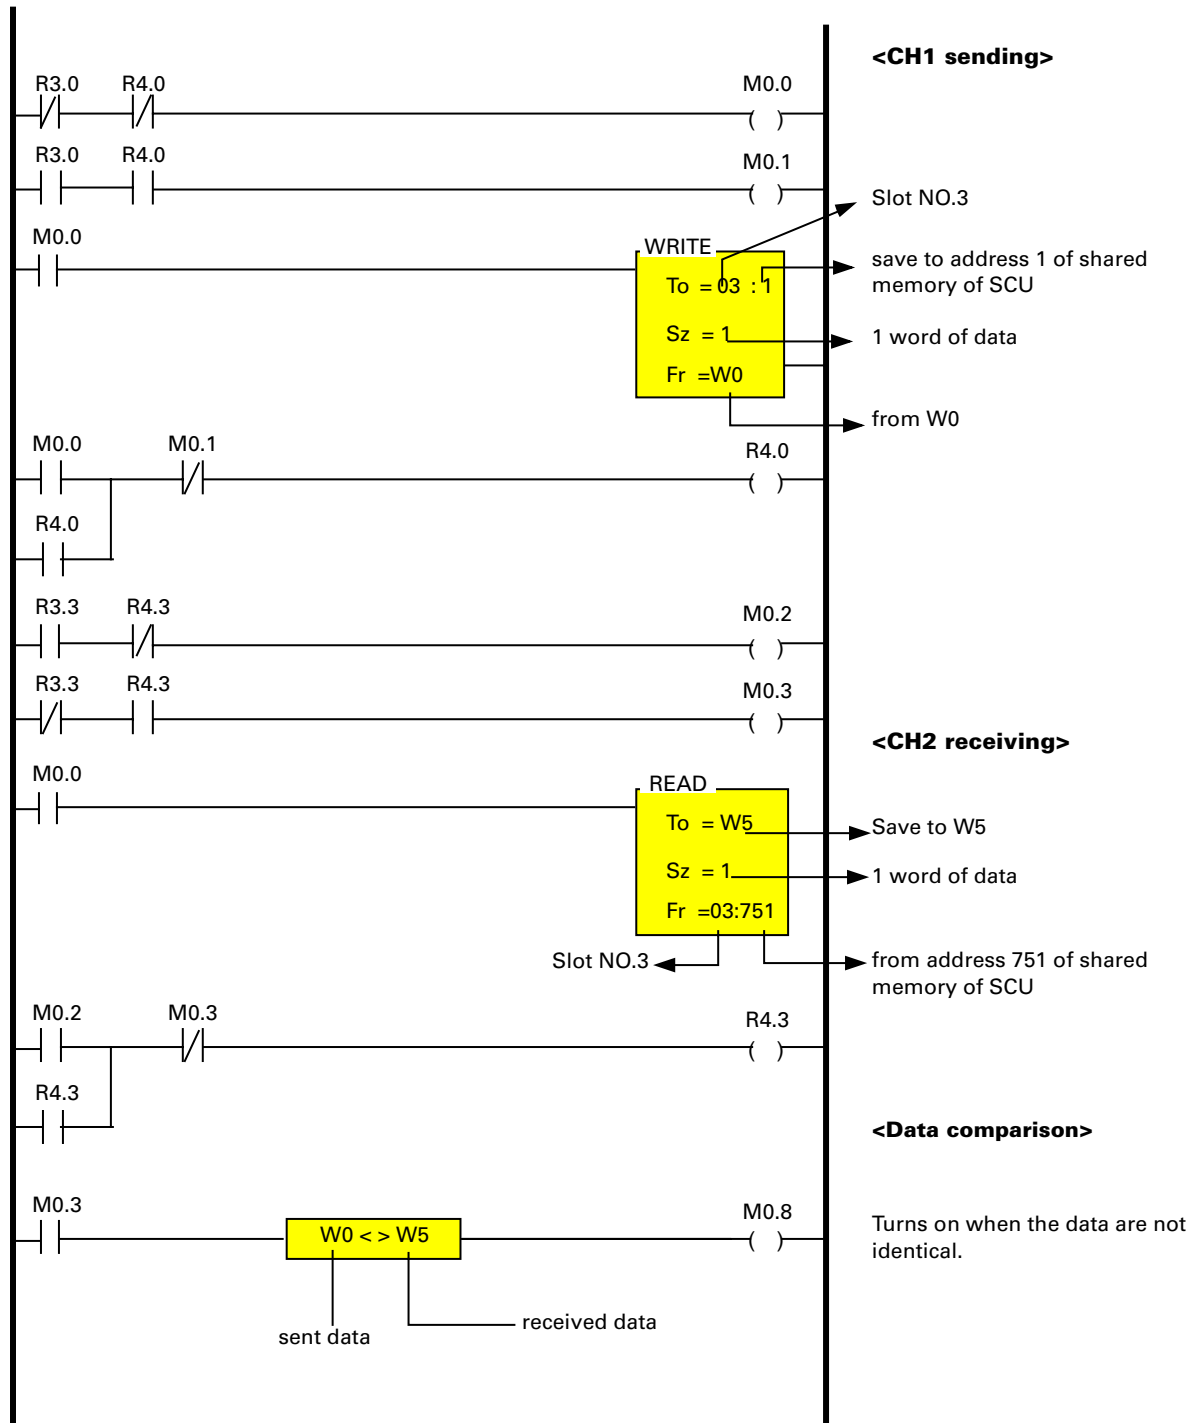 <CH1 sending>
R3.0 R4.0 M0.0
R3.0 R4.0 M0.1
Slot NO.3
M0.0
WRITE
To = 03 : 1
save to address 1 of shared
memory of SCU
Sz = 1
1 word of data
Fr =W0
from W0
M0.0 M0.1 R4.0
( )
R4.0
R3.3 R4.3 M0.2
R3.3 R4.3 M0.3
<CH2 receiving>
M0.0
READ
To = W5
Save to W5
Sz = 1
1 word of data
Fr =03:751
Slot NO.3
from address 751 of shared
memory of SCU
M0.2 M0.3 R4.3
R4.3
<Data comparison>
M0.3 M0.8
W0 < > W5
Turns on when the data are not
identical.
sent data
received data